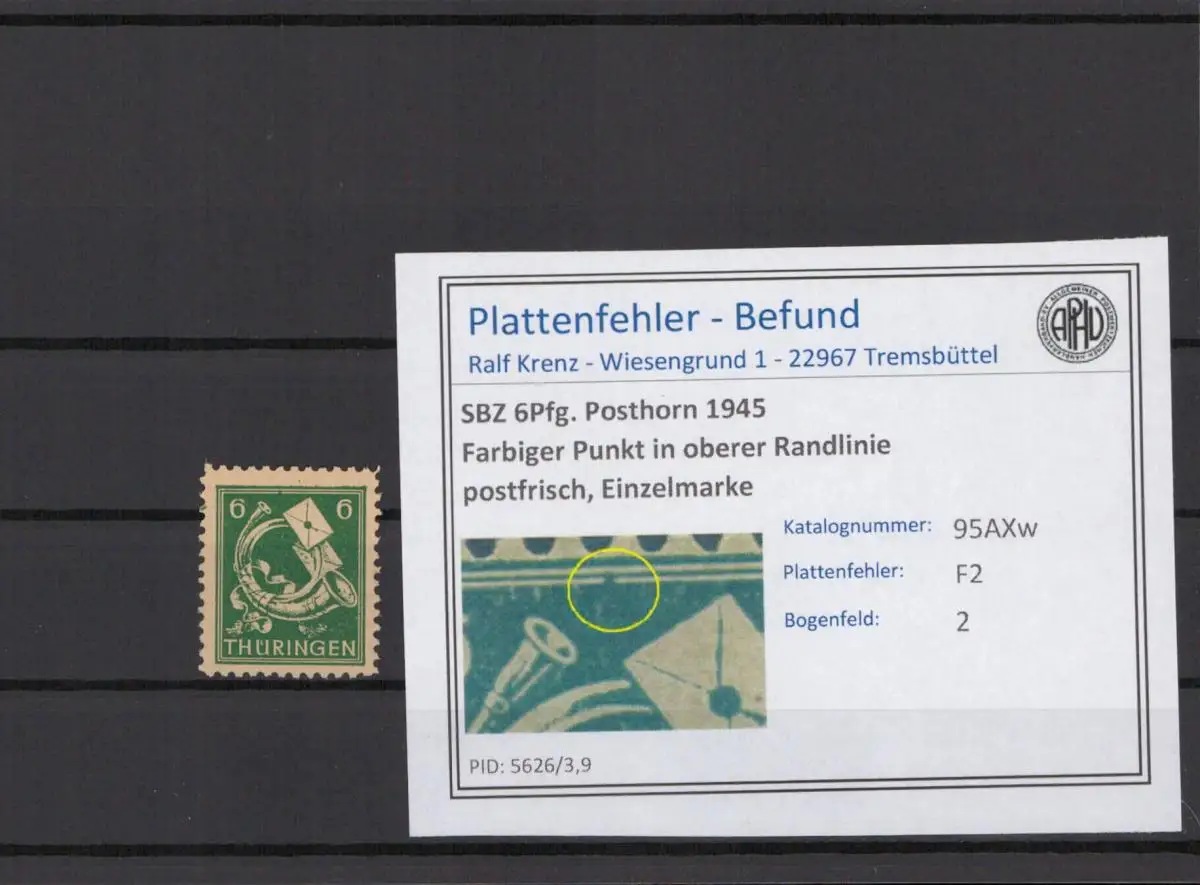 6 6
THÜRINGEN
Plattenfehler - Befund
Ralf Krenz - Wiesengrund 1 - 22967 Tremsbüttel
APHV
SBZ 6Pfg. Posthorn 1945
Farbiger Punkt in oberer Randlinie
postfrisch, Einzelmarke
Katalognummer: 95AXw
Plattenfehler: F2
Bogenfeld: 2
PID: 5626/3,9